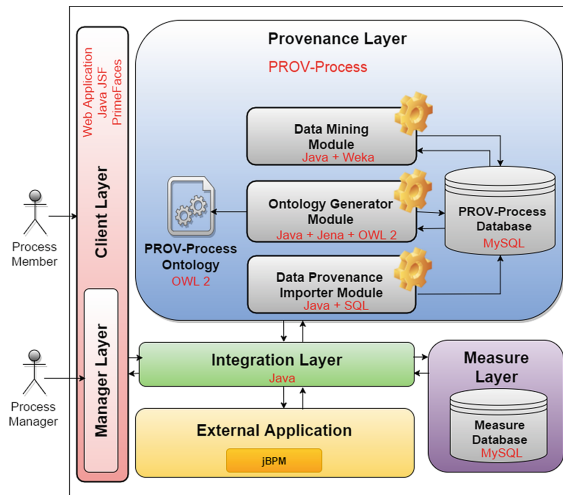 Provenance Layer
PROV-Process
Web Application
Java JSF
PrimeFaces
Client Layer
Data Mining
Module
Java + Weka
Ontology Generator
Module
Java + Jena + OWL 2
PROV-Process
Ontology
OWL 2
PROV-Process
Database
MySQL
Data Provenance
Importer Module
Java + SQL
Process
Member
Manager Layer
Process
Manager
Integration Layer
Java
Measure
Layer
Measure
Database
MySQL
External Application
jBPM